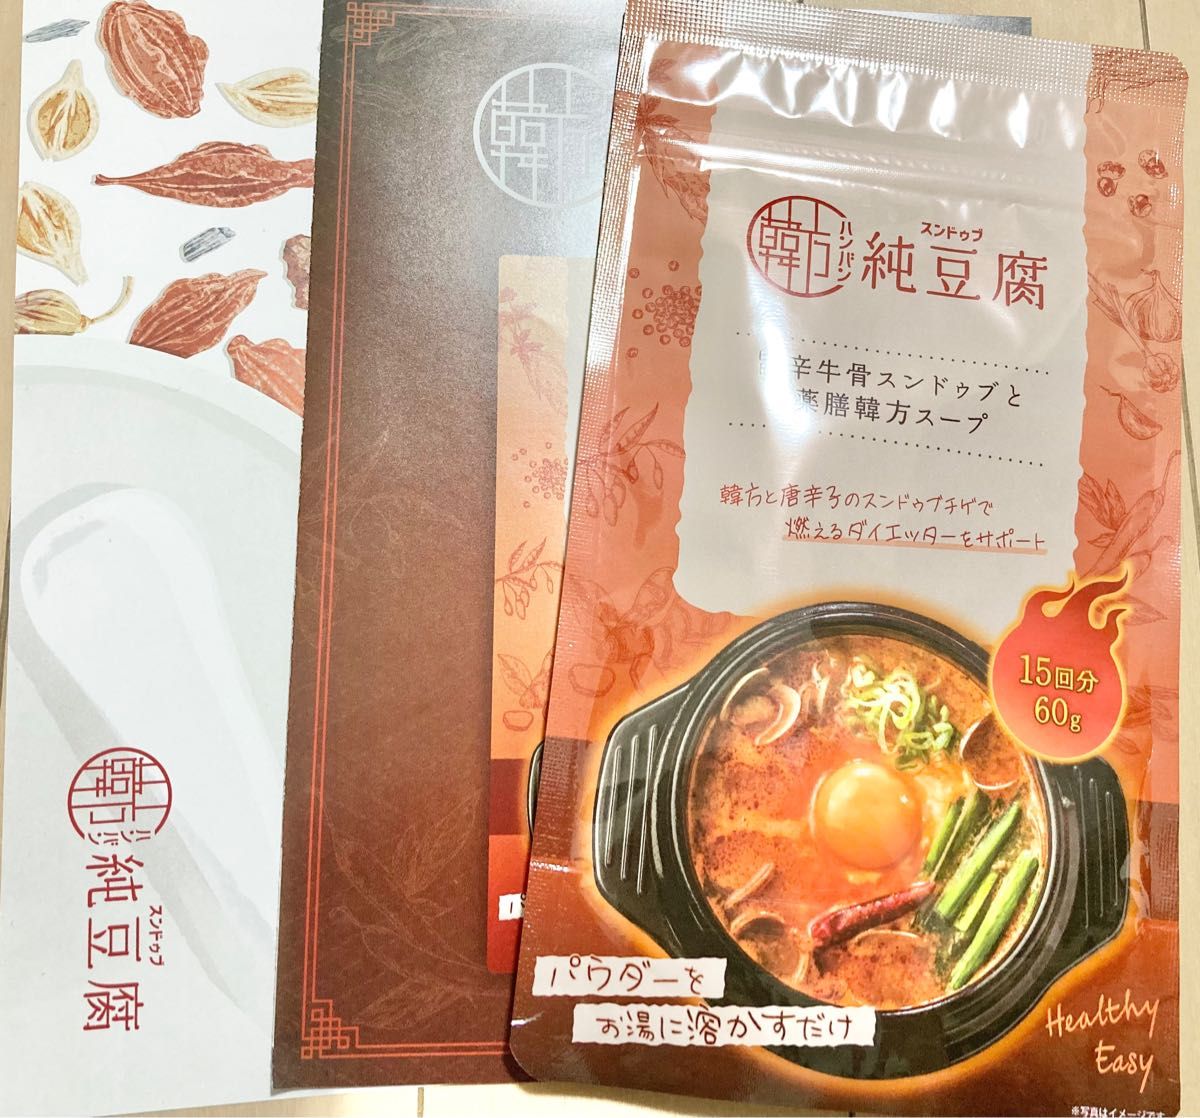 韓方
ハンバン
純豆腐
スンドゥブ
韓方
韓方
ハンバン
スンドゥブ
純豆腐
辛牛骨スンドゥブと
薬膳韓方スープ
韓方と唐辛子のスンドゥブチゲで
燃えるダイエッターをサポート
15回分
60g
パウダーを
お湯に溶かすだけ
Healthy
Easy
※写真はイメージです